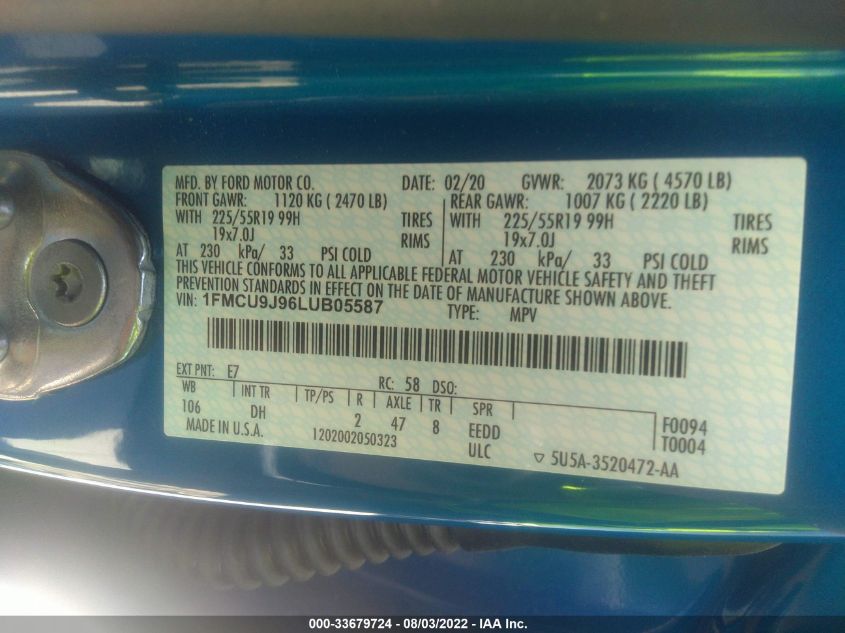 MFD. BY FORD MOTOR CO. DATE: 02/20 GVWR: 2073 KG ( 4570 LB)
FRONT GAWR: 1120 KG ( 2470 LB) REAR GAWR: 1007 KG ( 2220 LB)
WITH 225/55R19 99H TIRES WITH 225/55R19 99H TIRES
19x7.0J RIMS 19x7.0J RIMS
AT 230 kPa/ 33 PSI COLD AT 230 kPa/ 33 PSI COLD
THIS VEHICLE CONFORMS TO ALL APPLICABLE FEDERAL MOTOR VEHICLE SAFETY AND THEFT
PREVENTION STANDARDS IN EFFECT ON THE DATE OF MANUFACTURE SHOWN ABOVE.
VIN: 1FMCU9J96LUB05587 TYPE: MPV
EXT PNT: E7 RC: 58 DSO:
WB INT TR TP/PS R AXLE TR SPR
106 DH 2 47 8 EEDD F0094
MADE IN U.S.A. 1202002050323 ULC T0004
▽ 5U5A-3520472-AA
000-33679724 - 08/03/2022 - IAA Inc.